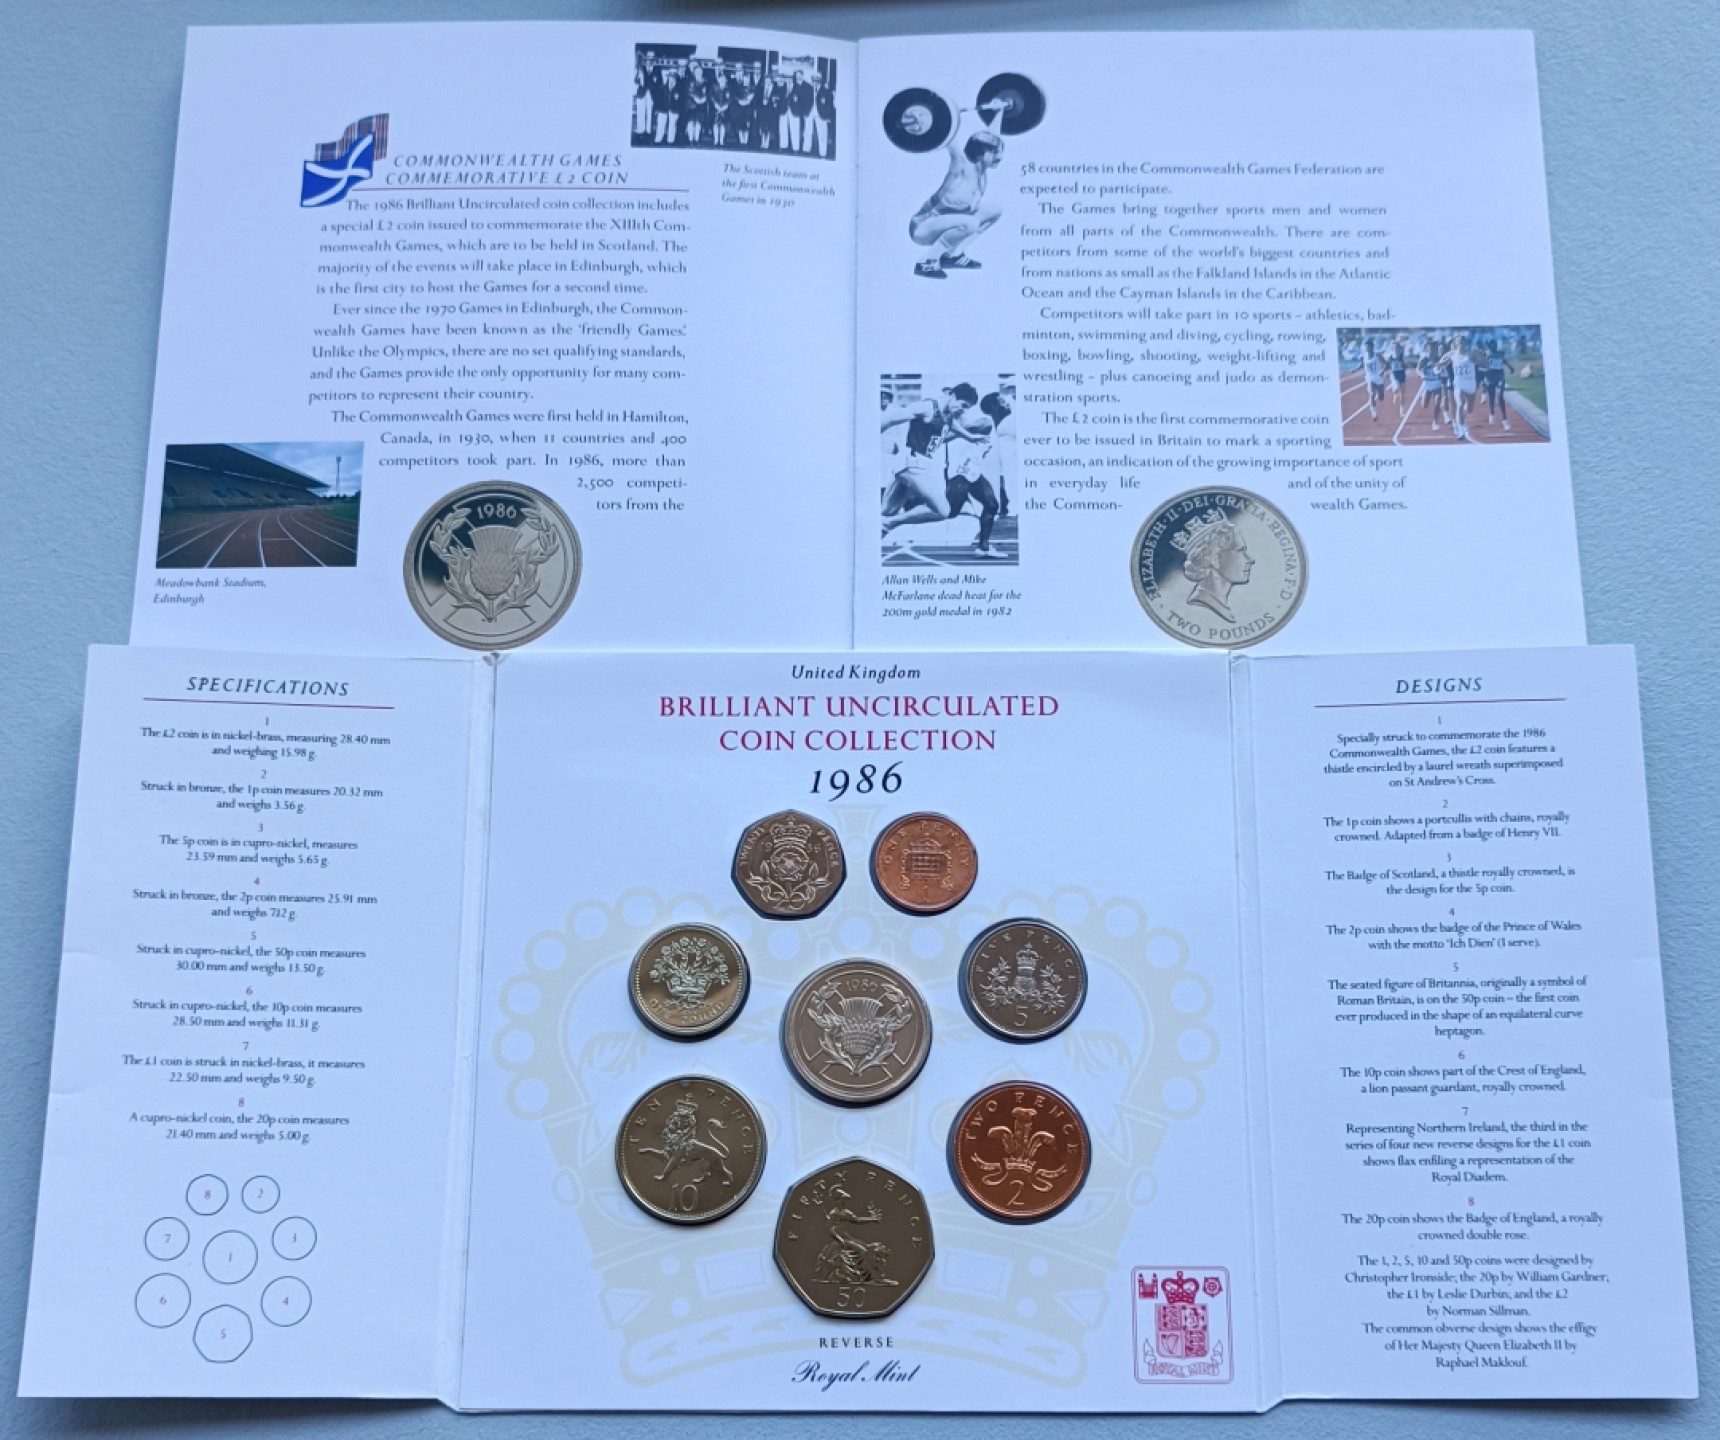 COMMONWEALTH GAMES
COMMEMORATIVE £2 COIN
The 1986 Brilliant Uncirculated coin collection includes
a special £2 coin issued to commemorate the XIIIth Com-
monwealth Games, which are to be held in Scotland. The
majority of the events will take place in Edinburgh, which
is the first city to host the Games for a second time.
Ever since the 1970 Games in Edinburgh, the Common-
wealth Games have been known as the 'friendly Games'.
Unlike the Olympics, there are no set qualifying standards,
and the Games provide the only opportunity for many com-
petitors to represent their country.
The Commonwealth Games were first held in Hamilton,
Canada, in 1930, when 11 countries and 400
competitors took part. In 1986, more than
2,500 competi-
tors from the
The Scottish team at
the first Commonwealth
Games in 1930
Meadowbank Stadium,
Edinburgh
1986
58 countries in the Commonwealth Games Federation are
expected to participate.
The Games bring together sports men and women
from all parts of the Commonwealth. There are com-
petitors from some of the world's biggest countries and
from nations as small as the Falkland Islands in the Atlantic
Ocean and the Cayman Islands in the Caribbean.
Competitors will take part in 10 sports – athletics, bad-
minton, swimming and diving, cycling, rowing,
boxing, bowling, shooting, weight-lifting and
wrestling – plus canoeing and judo as demon-
stration sports.
The £2 coin is the first commemorative coin
ever to be issued in Britain to mark a sporting
occasion, an indication of the growing importance of sport
in everyday life and of the unity of
the Common- wealth Games.
Allan Wells and Mike
McFarlane dead heat for the
200m gold medal in 1982
ELIZABETH·II·DEI·GRATIA·REGINA·F·D·
TWO POUNDS
SPECIFICATIONS
1
The £2 coin is in nickel-brass, measuring 28.40 mm
and weighing 15.98 g.
2
Struck in bronze, the 1p coin measures 20.32 mm
and weighs 3.56 g.
3
The 5p coin is in cupro-nickel, measures
23.59 mm and weighs 5.65 g.
4
Struck in bronze, the 2p coin measures 25.91 mm
and weighs 7.12 g.
5
Struck in cupro-nickel, the 50p coin measures
30.00 mm and weighs 13.50 g.
6
Struck in cupro-nickel, the 10p coin measures
28.50 mm and weighs 11.31 g.
7
The £1 coin is struck in nickel-brass, it measures
22.50 mm and weighs 9.50 g.
8
A cupro-nickel coin, the 20p coin measures
21.40 mm and weighs 5.00 g.
8 2
7 1 3
6 4
5
United Kingdom
BRILLIANT UNCIRCULATED
COIN COLLECTION
1986
TWENTY PENCE
1986
20
ONE PENNY
1
ONE POUND
1986
FIVE PENCE
5
TEN PENCE
10
TWO PENCE
2
FIFTY PENCE
50
REVERSE
Royal Mint
ROYAL MINT
DESIGNS
1
Specially struck to commemorate the 1986
Commonwealth Games, the £2 coin features a
thistle encircled by a laurel wreath superimposed
on St Andrew's Cross.
2
The 1p coin shows a portcullis with chains, royally
crowned. Adapted from a badge of Henry VII.
3
The Badge of Scotland, a thistle royally crowned, is
the design for the 5p coin.
4
The 2p coin shows the badge of the Prince of Wales
with the motto 'Ich Dien' (I serve).
5
The seated figure of Britannia, originally a symbol of
Roman Britain, is on the 50p coin – the first coin
ever produced in the shape of an equilateral curve
heptagon.
6
The 10p coin shows part of the Crest of England,
a lion passant guardant, royally crowned.
7
Representing Northern Ireland, the third in the
series of four new reverse designs for the £1 coin
shows flax enfiling a representation of the
Royal Diadem.
8
The 20p coin shows the Badge of England, a royally
crowned double rose.
The 1, 2, 5, 10 and 50p coins were designed by
Christopher Ironside; the 20p by William Gardner;
the £1 by Leslie Durbin; and the £2
by Norman Sillman.
The common obverse design shows the effigy
of Her Majesty Queen Elizabeth II by
Raphael Maklouf.